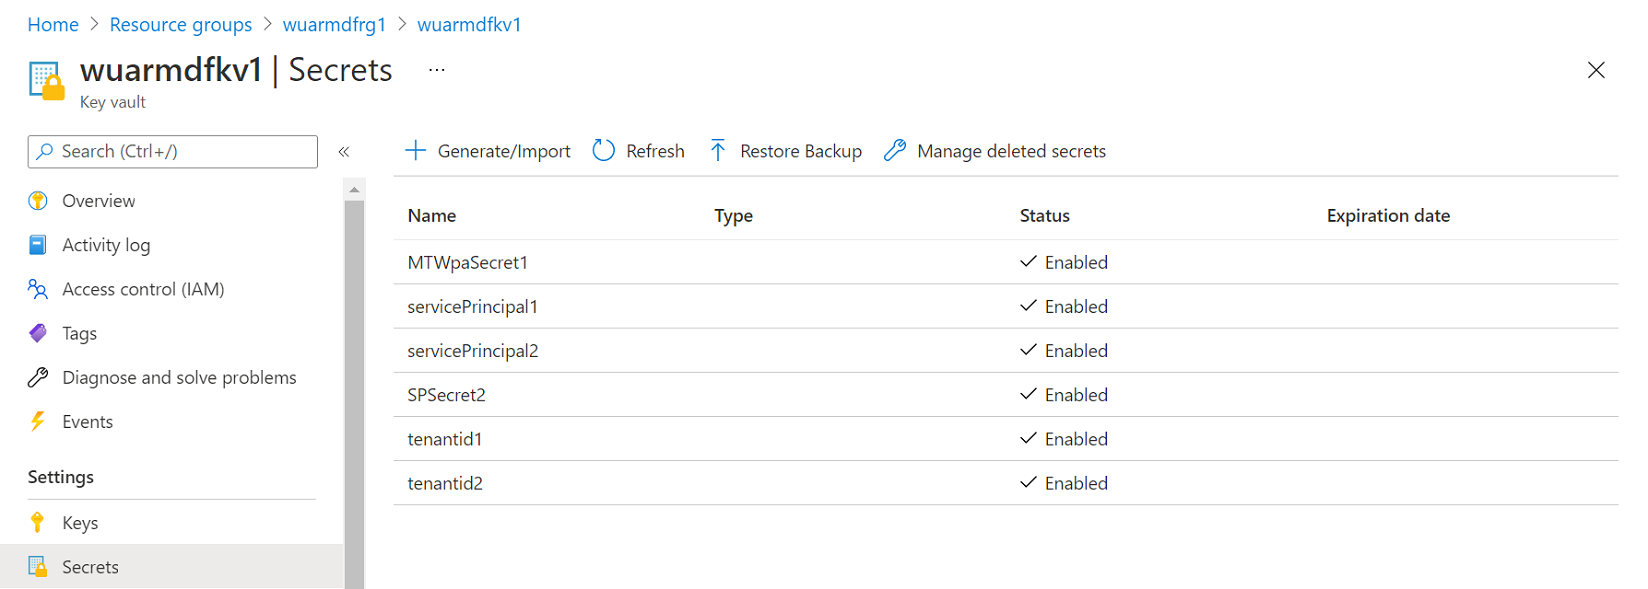 Home > Resource groups > wuarmdfrg1 > wuarmdfkv1
wuarmdfkv1 | Secrets ...
Key vault
Search (Ctrl+/) «
Generate/Import Refresh Restore Backup Manage deleted secrets
Overview
Activity log
Access control (IAM)
Tags
Diagnose and solve problems
Events
Settings
Keys
Secrets
Name Type Status Expiration date
MTWpaSecret1 Enabled
servicePrincipal1 Enabled
servicePrincipal2 Enabled
SPSecret2 Enabled
tenantid1 Enabled
tenantid2 Enabled